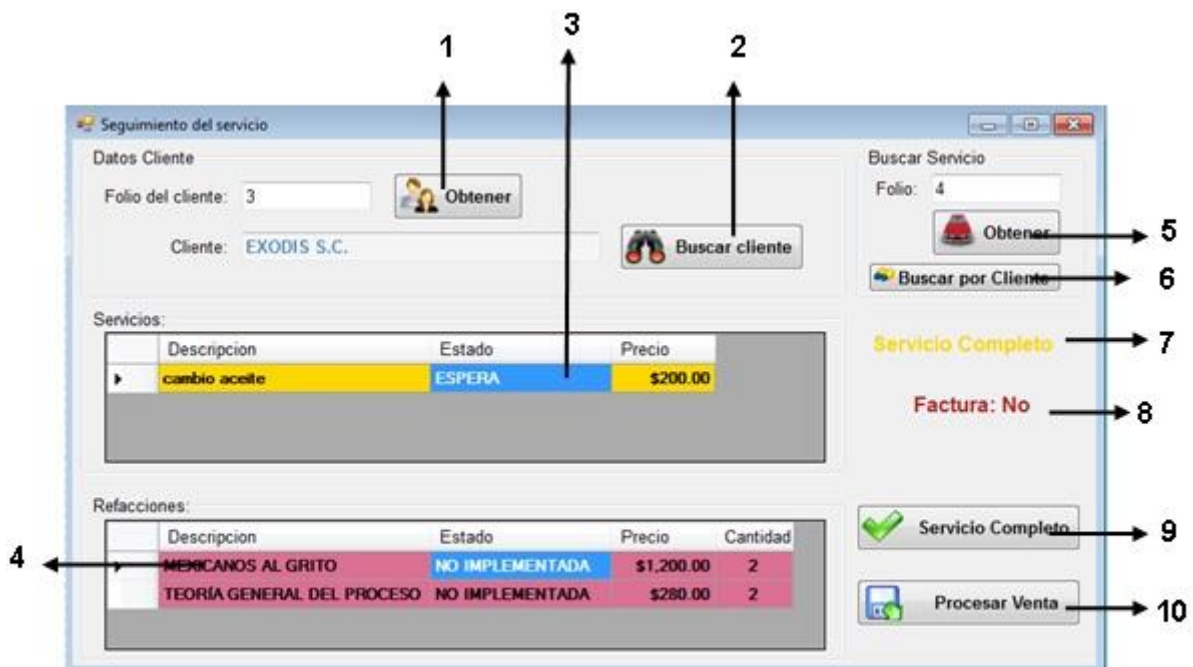 3
1
2
Seguimiento del servicio
Datos Cliente
Folio del cliente: 3
Obtener
Cliente: EXODIS S.C.
Buscar cliente
Buscar Servicio
Folio: 4
Obtener
5
Buscar por Cliente
6
Servicios:
Descripcion Estado Precio
cambio aceite ESPERA $200.00
Servicio Completo
7
Factura: No
8
Refacciones:
Descripcion Estado Precio Cantidad
4
MEXICANOS AL GRITO NO IMPLEMENTADA $1,200.00 2
TEORÍA GENERAL DEL PROCESO NO IMPLEMENTADA $280.00 2
Servicio Completo
9
Procesar Venta
10